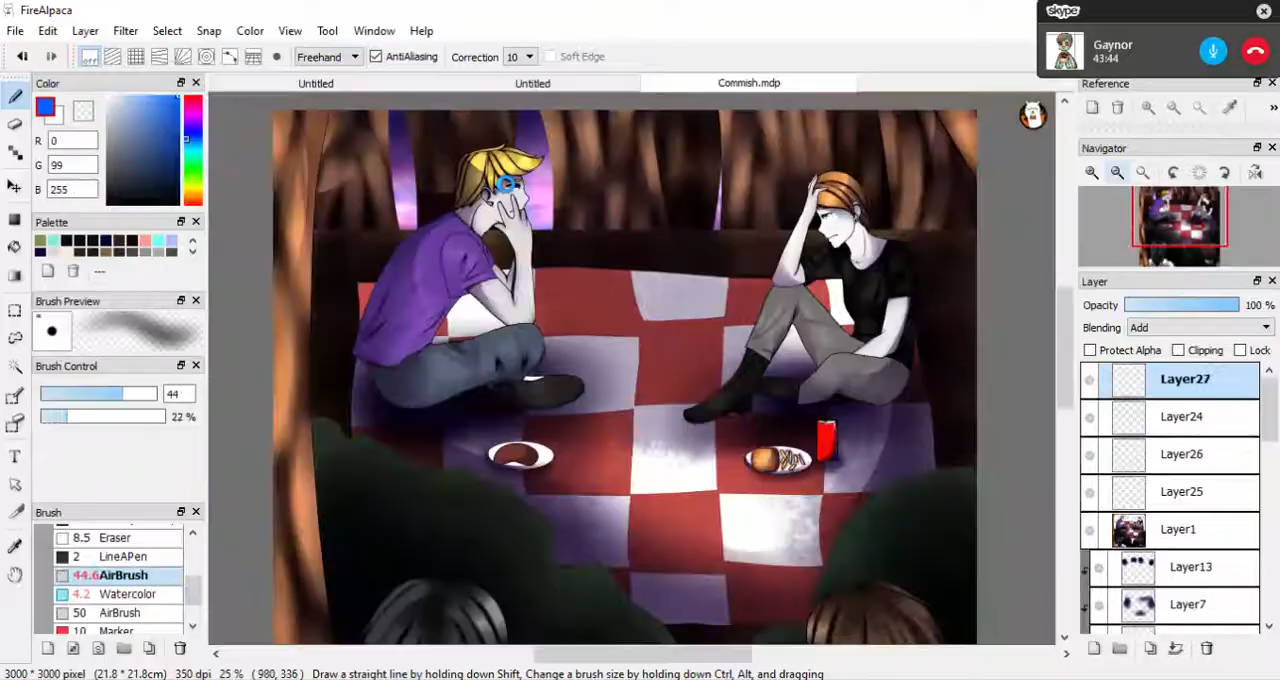 FireAlpaca
skype
Gaynor
43:44
File Edit Layer Filter Select Snap Color View Tool Window Help
off Freehand AntiAliasing Correction 10 Soft Edge
Color
Untitled Untitled Commish.mdp
Reference
R 0
G 99
B 255
Navigator
Palette
---
Layer
Brush Preview
Opacity 100 %
Blending Add
Protect Alpha Clipping Lock
Brush Control
44
22 %
Layer27
Layer24
Layer26
Layer25
Layer1
Layer13
Layer7
Brush
8.5 Eraser
2 LineAPen
44.6 AirBrush
4.2 Watercolor
50 AirBrush
10 Marker
3000 * 3000 pixel (21.8 * 21.8cm) 350 dpi 25 % ( 980, 336 ) Draw a straight line by holding down Shift, Change a brush size by holding down Ctrl, Alt, and dragging